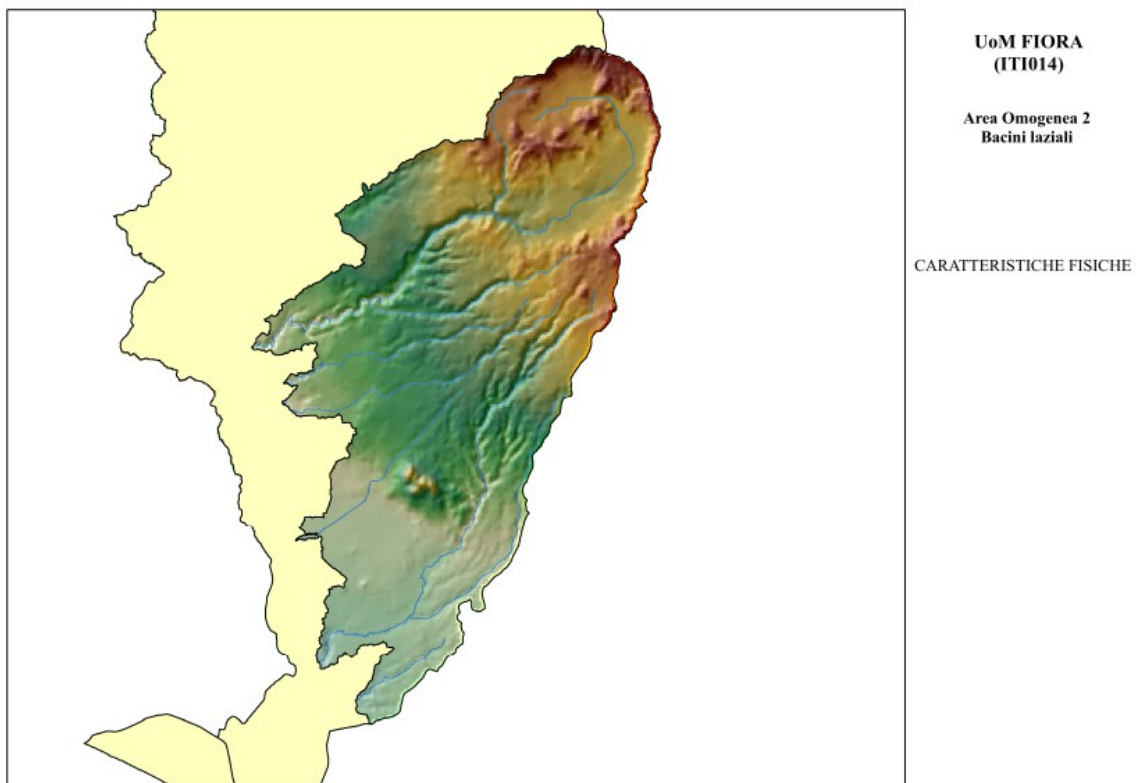 UoM FIORA
(ITI014)
Area Omogenea 2
Bacini laziali
CARATTERISTICHE FISICHE